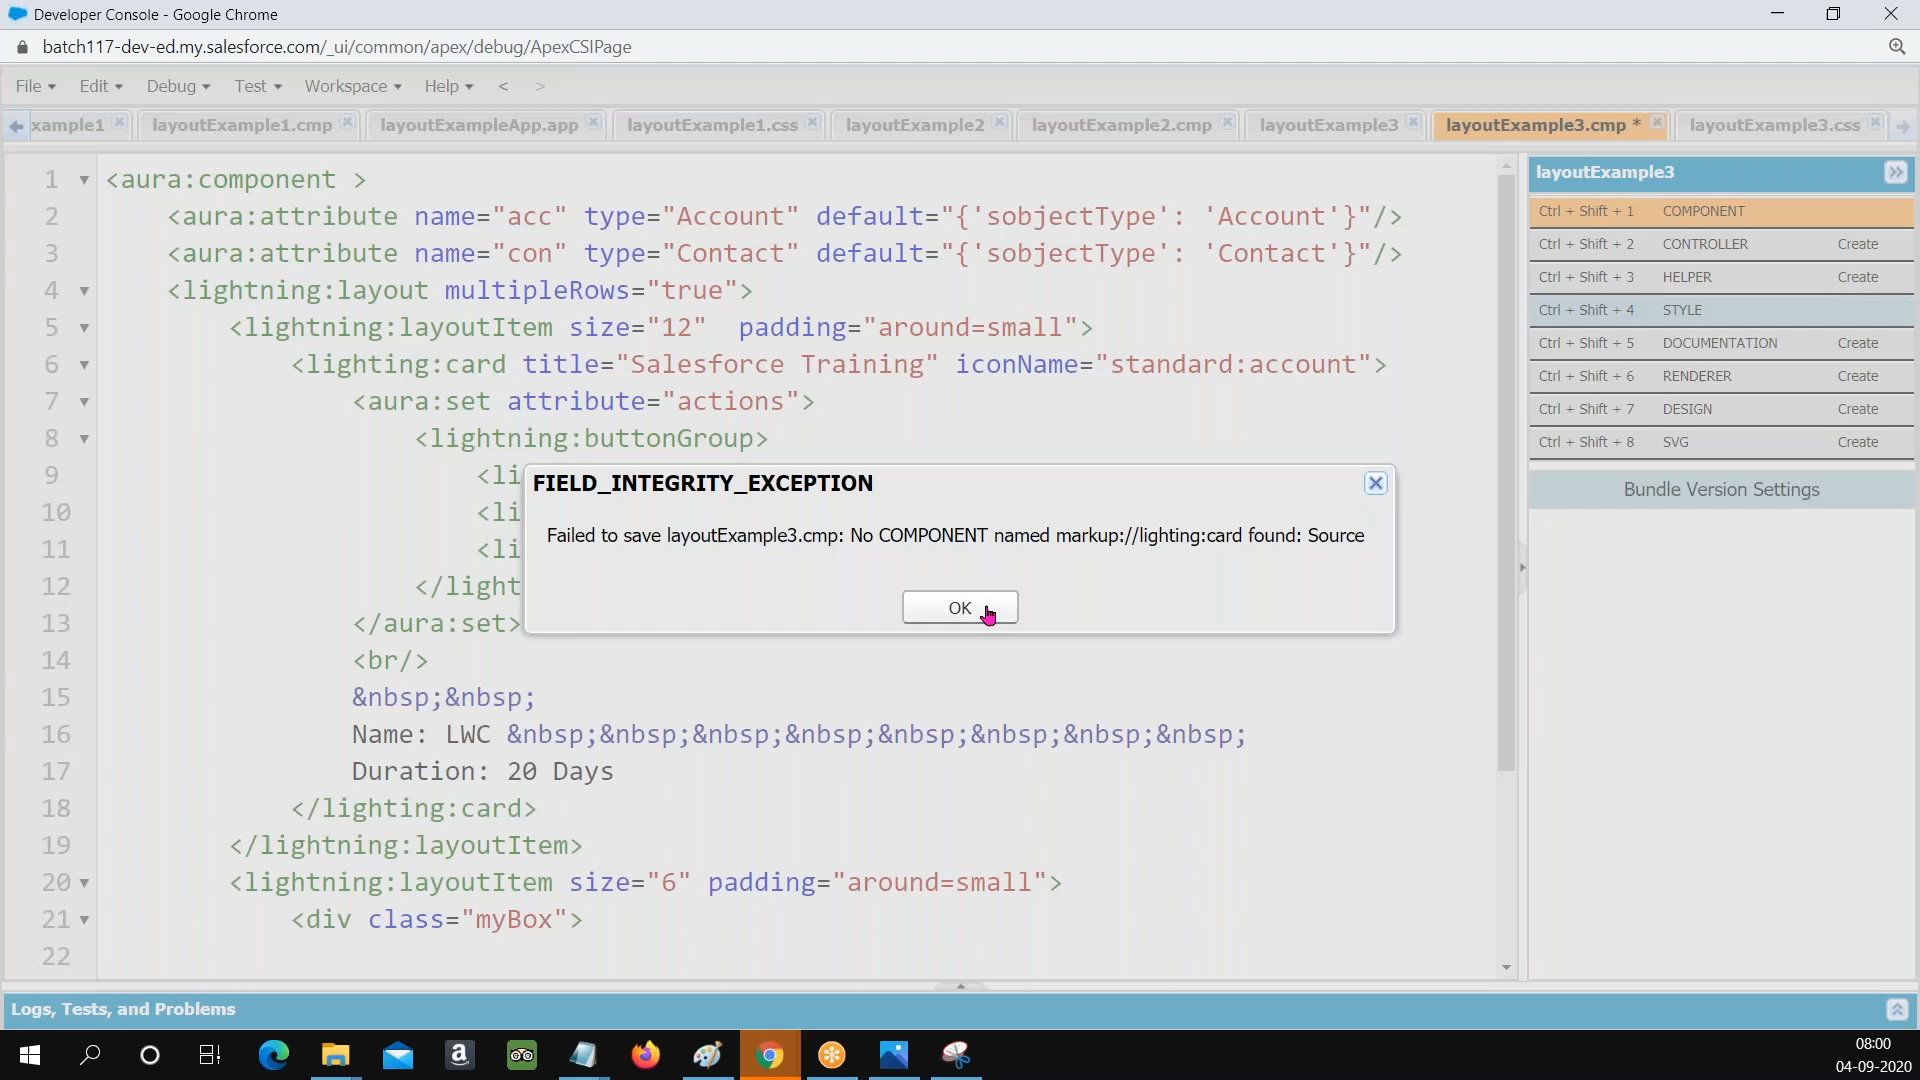 Developer Console - Google Chrome
batch117-dev-ed.my.salesforce.com/_ui/common/apex/debug/ApexCSIPage
File Edit Debug Test Workspace Help < >
xample1 layoutExample1.cmp layoutExampleApp.app layoutExample1.css layoutExample2 layoutExample2.cmp layoutExample3 layoutExample3.cmp * layoutExample3.css
1 <aura:component >
2 <aura:attribute name="acc" type="Account" default="{'sobjectType': 'Account'}"/>
3 <aura:attribute name="con" type="Contact" default="{'sobjectType': 'Contact'}"/>
4 <lightning:layout multipleRows="true">
5 <lightning:layoutItem size="12"  padding="around=small">
6 <lighting:card title="Salesforce Training" iconName="standard:account">
7 <aura:set attribute="actions">
8 <lightning:buttonGroup>
9 <li
10 <li
11 <li
12 </light
13 </aura:set>
14 <br/>
15 &nbsp;&nbsp;
16 Name: LWC &nbsp;&nbsp;&nbsp;&nbsp;&nbsp;&nbsp;&nbsp;&nbsp;
17 Duration: 20 Days
18 </lighting:card>
19 </lightning:layoutItem>
20 <lightning:layoutItem size="6" padding="around=small">
21 <div class="myBox">
22
FIELD_INTEGRITY_EXCEPTION
Failed to save layoutExample3.cmp: No COMPONENT named markup://lighting:card found: Source
OK
layoutExample3
Ctrl + Shift + 1 COMPONENT
Ctrl + Shift + 2 CONTROLLER Create
Ctrl + Shift + 3 HELPER Create
Ctrl + Shift + 4 STYLE
Ctrl + Shift + 5 DOCUMENTATION Create
Ctrl + Shift + 6 RENDERER Create
Ctrl + Shift + 7 DESIGN Create
Ctrl + Shift + 8 SVG Create
Bundle Version Settings
Logs, Tests, and Problems
08:00
04-09-2020